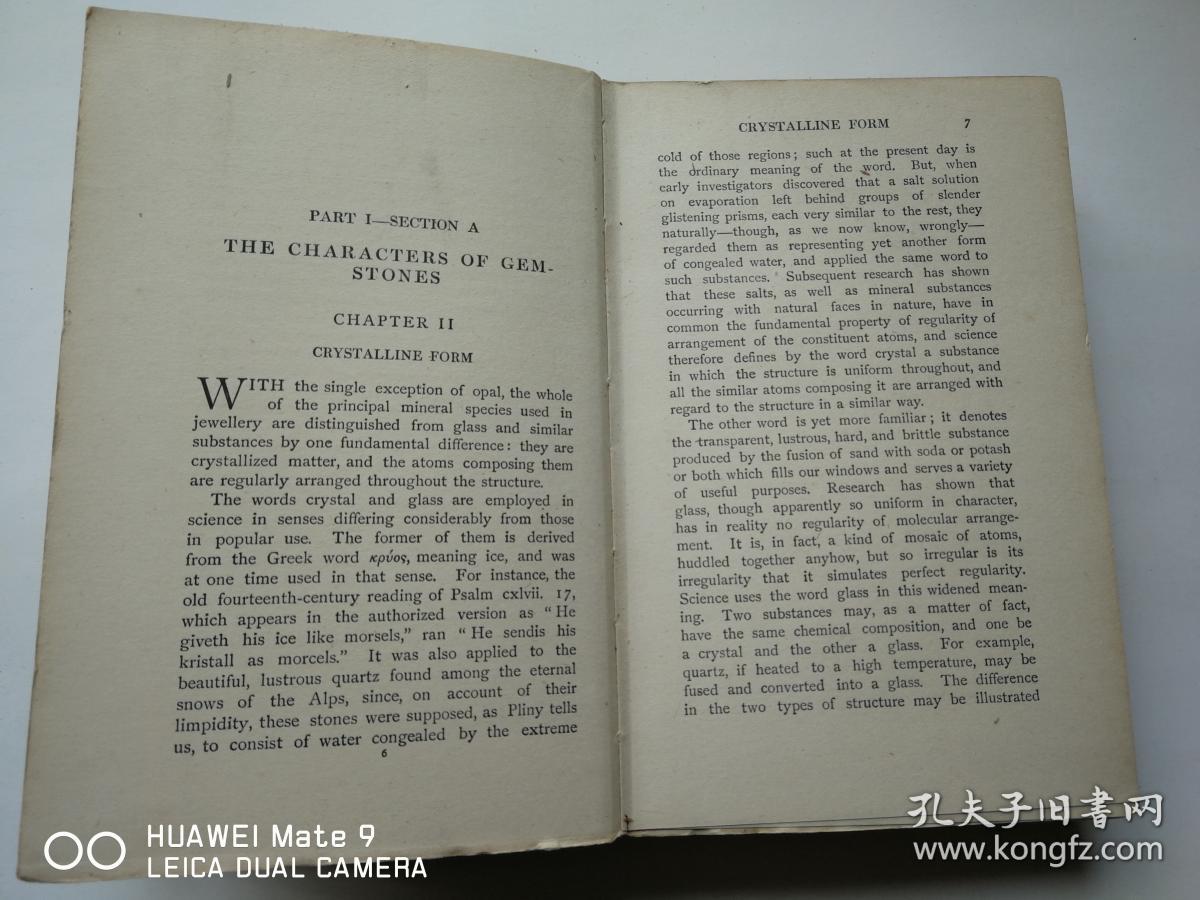 PART I—SECTION A
THE CHARACTERS OF GEM-
STONES
CHAPTER II
CRYSTALLINE FORM
WITH the single exception of opal, the whole
of the principal mineral species used in
jewellery are distinguished from glass and similar
substances by one fundamental difference: they are
crystallized matter, and the atoms composing them
are regularly arranged throughout the structure.
The words crystal and glass are employed in
science in senses differing considerably from those
in popular use. The former of them is derived
from the Greek word κρύος, meaning ice, and was
at one time used in that sense. For instance, the
old fourteenth-century reading of Psalm cxlvii. 17,
which appears in the authorized version as "He
giveth his ice like morsels," ran "He sendis his
kristall as morcels." It was also applied to the
beautiful, lustrous quartz found among the eternal
snows of the Alps, since, on account of their
limpidity, these stones were supposed, as Pliny tells
us, to consist of water congealed by the extreme
6
CRYSTALLINE FORM 7
cold of those regions; such at the present day is
the ordinary meaning of the word. But, when
early investigators discovered that a salt solution
on evaporation left behind groups of slender
glistening prisms, each very similar to the rest, they
naturally—though, as we now know, wrongly—
regarded them as representing yet another form
of congealed water, and applied the same word to
such substances. Subsequent research has shown
that these salts, as well as mineral substances
occurring with natural faces in nature, have in
common the fundamental property of regularity of
arrangement of the constituent atoms, and science
therefore defines by the word crystal a substance
in which the structure is uniform throughout, and
all the similar atoms composing it are arranged with
regard to the structure in a similar way.
The other word is yet more familiar; it denotes
the transparent, lustrous, hard, and brittle substance
produced by the fusion of sand with soda or potash
or both which fills our windows and serves a variety
of useful purposes. Research has shown that
glass, though apparently so uniform in character,
has in reality no regularity of molecular arrange-
ment. It is, in fact, a kind of mosaic of atoms,
huddled together anyhow, but so irregular is its
irregularity that it simulates perfect regularity.
Science uses the word glass in this widened mean-
ing. Two substances may, as a matter of fact,
have the same chemical composition, and one be
a crystal and the other a glass. For example,
quartz, if heated to a high temperature, may be
fused and converted into a glass. The difference
in the two types of structure may be illustrated
HUAWEI Mate 9
LEICA DUAL CAMERA
孔夫子旧书网
www.kongfz.com